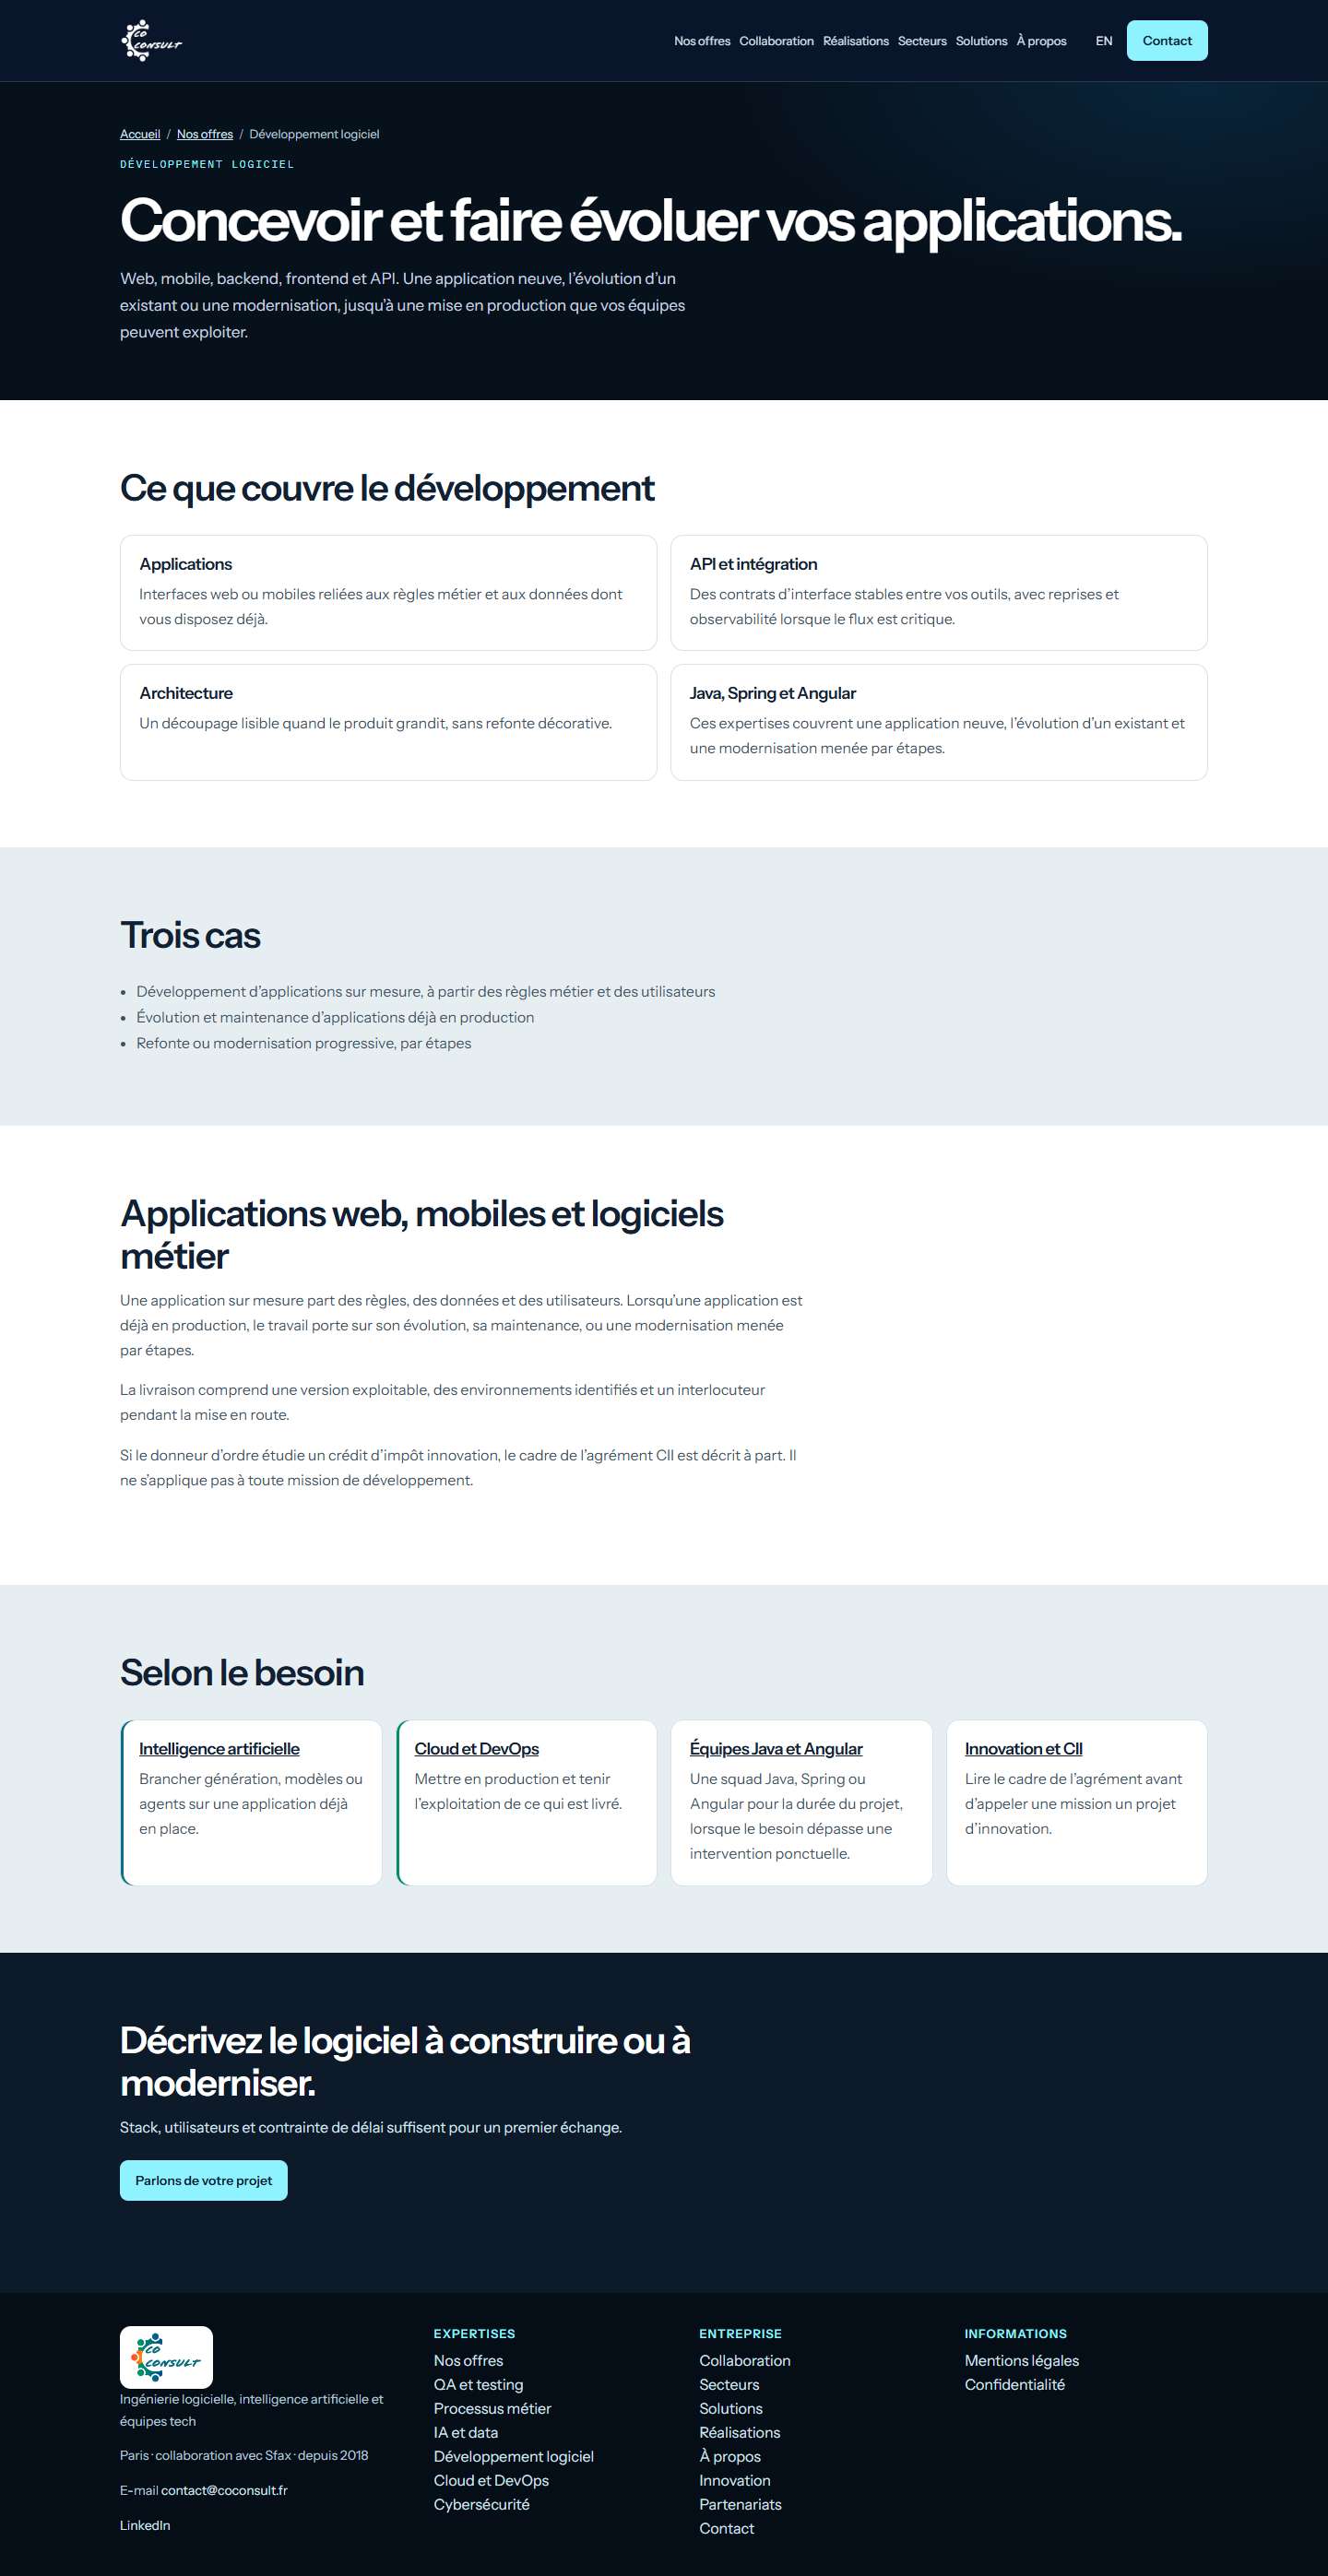 CO
CONSULT
Nos offres Collaboration Réalisations Secteurs Solutions À propos EN Contact
Accueil / Nos offres / Développement logiciel
DÉVELOPPEMENT LOGICIEL
Concevoir et faire évoluer vos applications.
Web, mobile, backend, frontend et API. Une application neuve, l’évolution d’un
existant ou une modernisation, jusqu’à une mise en production que vos équipes
peuvent exploiter.
Ce que couvre le développement
Applications
Interfaces web ou mobiles reliées aux règles métier et aux données dont
vous disposez déjà.
API et intégration
Des contrats d’interface stables entre vos outils, avec reprises et
observabilité lorsque le flux est critique.
Architecture
Un découpage lisible quand le produit grandit, sans refonte décorative.
Java, Spring et Angular
Ces expertises couvrent une application neuve, l’évolution d’un existant et
une modernisation menée par étapes.
Trois cas
• Développement d’applications sur mesure, à partir des règles métier et des utilisateurs
• Évolution et maintenance d’applications déjà en production
• Refonte ou modernisation progressive, par étapes
Applications web, mobiles et logiciels
métier
Une application sur mesure part des règles, des données et des utilisateurs. Lorsqu’une application est
déjà en production, le travail porte sur son évolution, sa maintenance, ou une modernisation menée
par étapes.
La livraison comprend une version exploitable, des environnements identifiés et un interlocuteur
pendant la mise en route.
Si le donneur d’ordre étudie un crédit d’impôt innovation, le cadre de l’agrément CII est décrit à part. Il
ne s’applique pas à toute mission de développement.
Selon le besoin
Intelligence artificielle
Brancher génération, modèles ou
agents sur une application déjà
en place.
Cloud et DevOps
Mettre en production et tenir
l’exploitation de ce qui est livré.
Équipes Java et Angular
Une squad Java, Spring ou
Angular pour la durée du projet,
lorsque le besoin dépasse une
intervention ponctuelle.
Innovation et CII
Lire le cadre de l’agrément avant
d’appeler une mission un projet
d’innovation.
Décrivez le logiciel à construire ou à
moderniser.
Stack, utilisateurs et contrainte de délai suffisent pour un premier échange.
Parlons de votre projet
CO
CONSULT
Ingénierie logicielle, intelligence artificielle et
équipes tech
Paris · collaboration avec Sfax · depuis 2018
E-mail contact@coconsult.fr
LinkedIn
EXPERTISES
Nos offres
QA et testing
Processus métier
IA et data
Développement logiciel
Cloud et DevOps
Cybersécurité
ENTREPRISE
Collaboration
Secteurs
Solutions
Réalisations
À propos
Innovation
Partenariats
Contact
INFORMATIONS
Mentions légales
Confidentialité